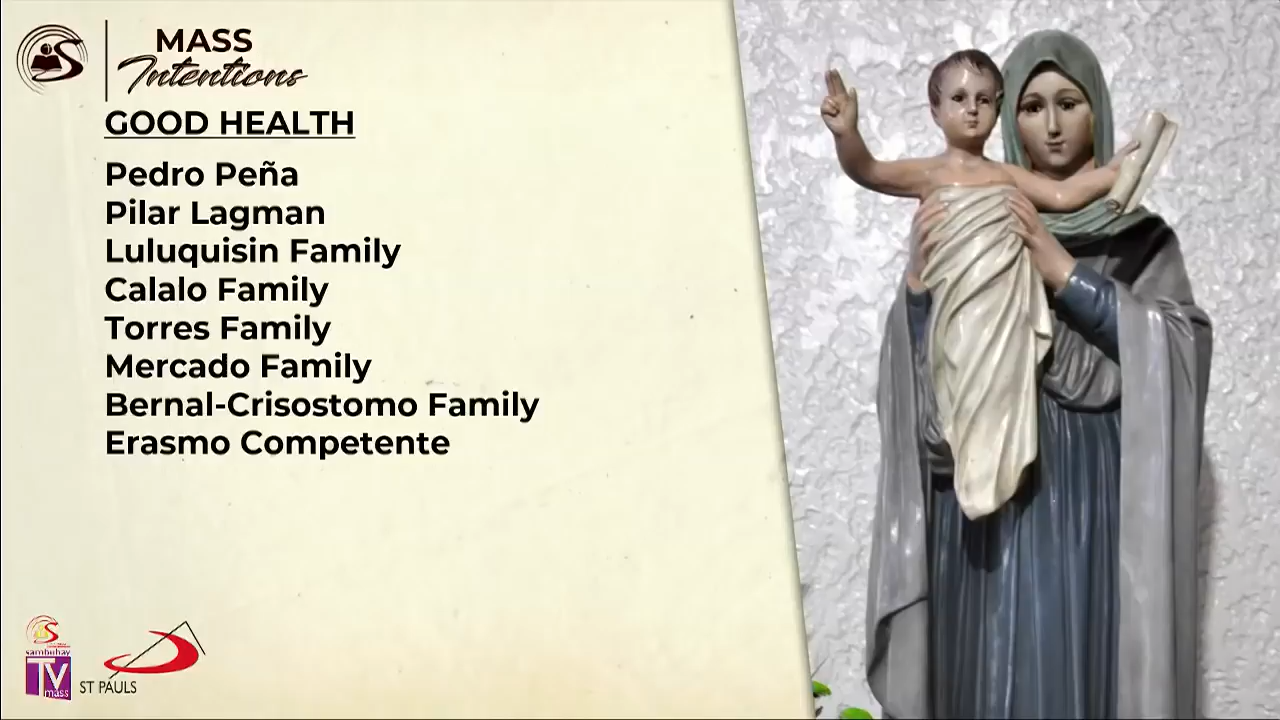 MASS
Intentions
GOOD HEALTH
Pedro Peña
Pilar Lagman
Luluquisin Family
Calalo Family
Torres Family
Mercado Family
Bernal-Crisostomo Family
Erasmo Competente
sambuhay
TV
mass
ST PAULS